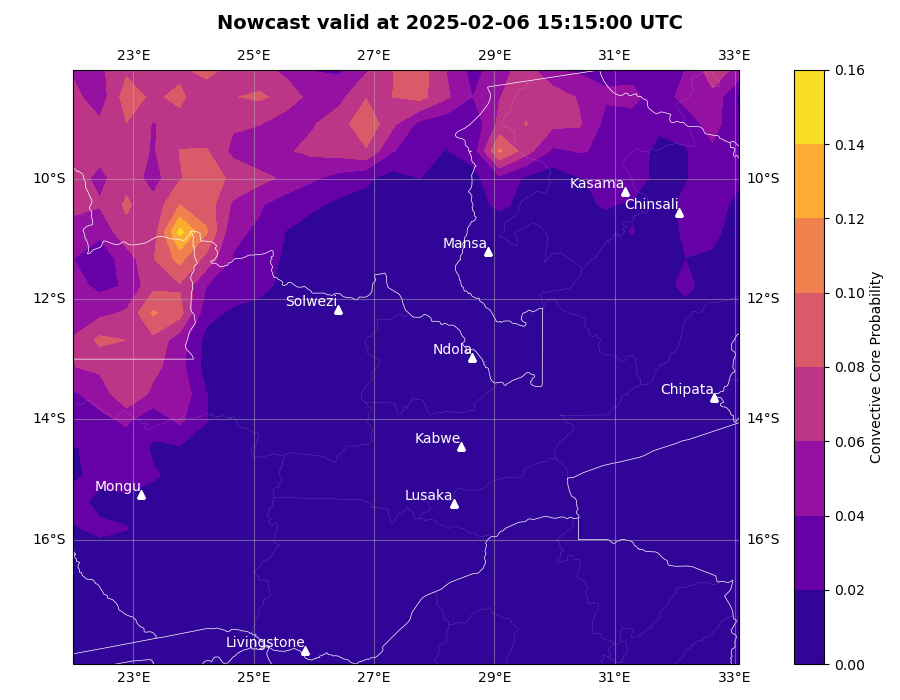 Nowcast valid at 2025-02-06 15:15:00 UTC
23°E 25°E 27°E 29°E 31°E 33°E
0.16
0.14
0.12
0.10
0.08
0.06
0.04
0.02
0.00
Convective Core Probability
10°S 10°S
12°S 12°S
14°S 14°S
16°S 16°S
Kasama
Chinsali
Mansa
Solwezi
Ndola
Chipata
Kabwe
Mongu
Lusaka
Livingstone
23°E 25°E 27°E 29°E 31°E 33°E